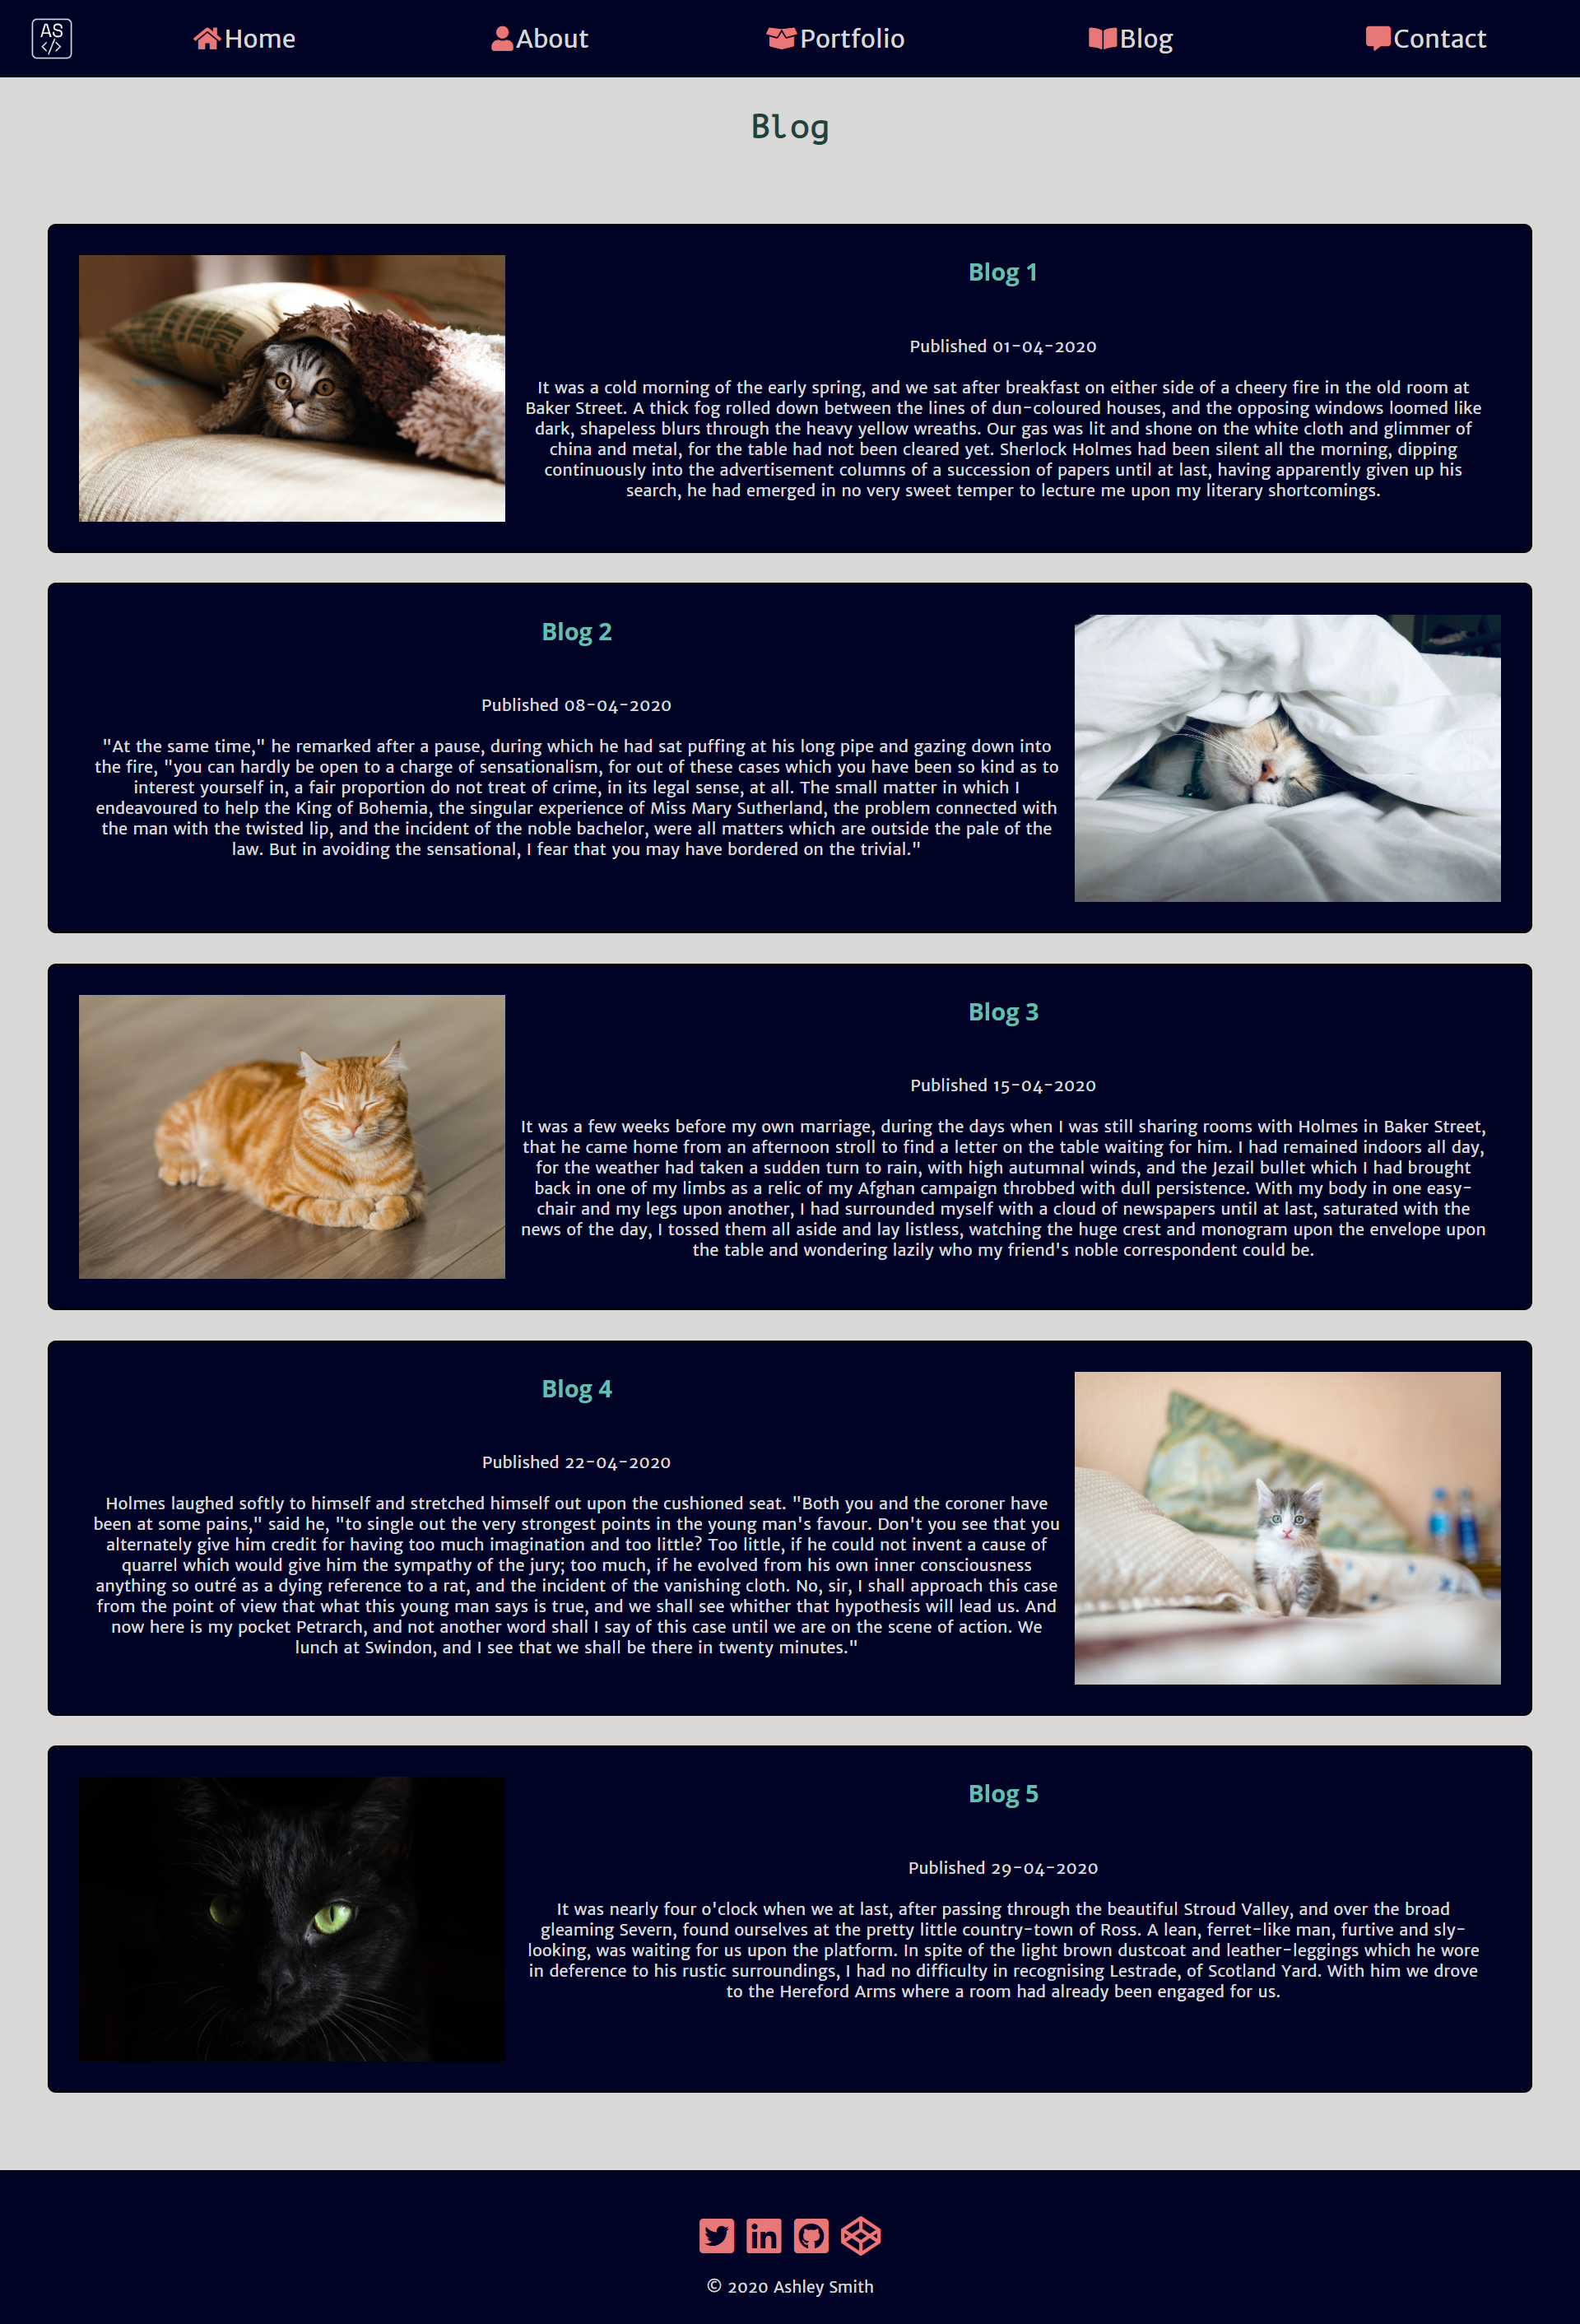 AS
</>
Home
About
Portfolio
Blog
Contact
Blog
Blog 1
Published 01-04-2020
It was a cold morning of the early spring, and we sat after breakfast on either side of a cheery fire in the old room at
Baker Street. A thick fog rolled down between the lines of dun-coloured houses, and the opposing windows loomed like
dark, shapeless blurs through the heavy yellow wreaths. Our gas was lit and shone on the white cloth and glimmer of
china and metal, for the table had not been cleared yet. Sherlock Holmes had been silent all the morning, dipping
continuously into the advertisement columns of a succession of papers until at last, having apparently given up his
search, he had emerged in no very sweet temper to lecture me upon my literary shortcomings.
Blog 2
Published 08-04-2020
"At the same time," he remarked after a pause, during which he had sat puffing at his long pipe and gazing down into
the fire, "you can hardly be open to a charge of sensationalism, for out of these cases which you have been so kind as to
interest yourself in, a fair proportion do not treat of crime, in its legal sense, at all. The small matter in which I
endeavoured to help the King of Bohemia, the singular experience of Miss Mary Sutherland, the problem connected with
the man with the twisted lip, and the incident of the noble bachelor, were all matters which are outside the pale of the
law. But in avoiding the sensational, I fear that you may have bordered on the trivial."
Blog 3
Published 15-04-2020
It was a few weeks before my own marriage, during the days when I was still sharing rooms with Holmes in Baker Street,
that he came home from an afternoon stroll to find a letter on the table waiting for him. I had remained indoors all day,
for the weather had taken a sudden turn to rain, with high autumnal winds, and the Jezail bullet which I had brought
back in one of my limbs as a relic of my Afghan campaign throbbed with dull persistence. With my body in one easy-
chair and my legs upon another, I had surrounded myself with a cloud of newspapers until at last, saturated with the
news of the day, I tossed them all aside and lay listless, watching the huge crest and monogram upon the envelope upon
the table and wondering lazily who my friend's noble correspondent could be.
Blog 4
Published 22-04-2020
Holmes laughed softly to himself and stretched himself out upon the cushioned seat. "Both you and the coroner have
been at some pains," said he, "to single out the very strongest points in the young man's favour. Don't you see that you
alternately give him credit for having too much imagination and too little? Too little, if he could not invent a cause of
quarrel which would give him the sympathy of the jury; too much, if he evolved from his own inner consciousness
anything so outré as a dying reference to a rat, and the incident of the vanishing cloth. No, sir, I shall approach this case
from the point of view that what this young man says is true, and we shall see whither that hypothesis will lead us. And
now here is my pocket Petrarch, and not another word shall I say of this case until we are on the scene of action. We
lunch at Swindon, and I see that we shall be there in twenty minutes."
Blog 5
Published 29-04-2020
It was nearly four o'clock when we at last, after passing through the beautiful Stroud Valley, and over the broad
gleaming Severn, found ourselves at the pretty little country-town of Ross. A lean, ferret-like man, furtive and sly-
looking, was waiting for us upon the platform. In spite of the light brown dustcoat and leather-leggings which he wore
in deference to his rustic surroundings, I had no difficulty in recognising Lestrade, of Scotland Yard. With him we drove
to the Hereford Arms where a room had already been engaged for us.
in
© 2020 Ashley Smith